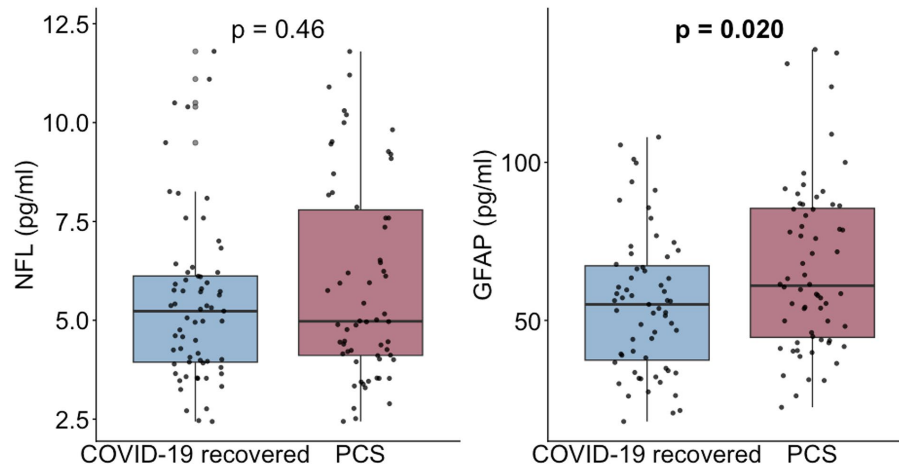 p = 0.46
NFL (pg/ml)
12.5
10.0
7.5
5.0
2.5
COVID-19 recovered PCS
p = 0.020
GFAP (pg/ml)
100
50
COVID-19 recovered PCS